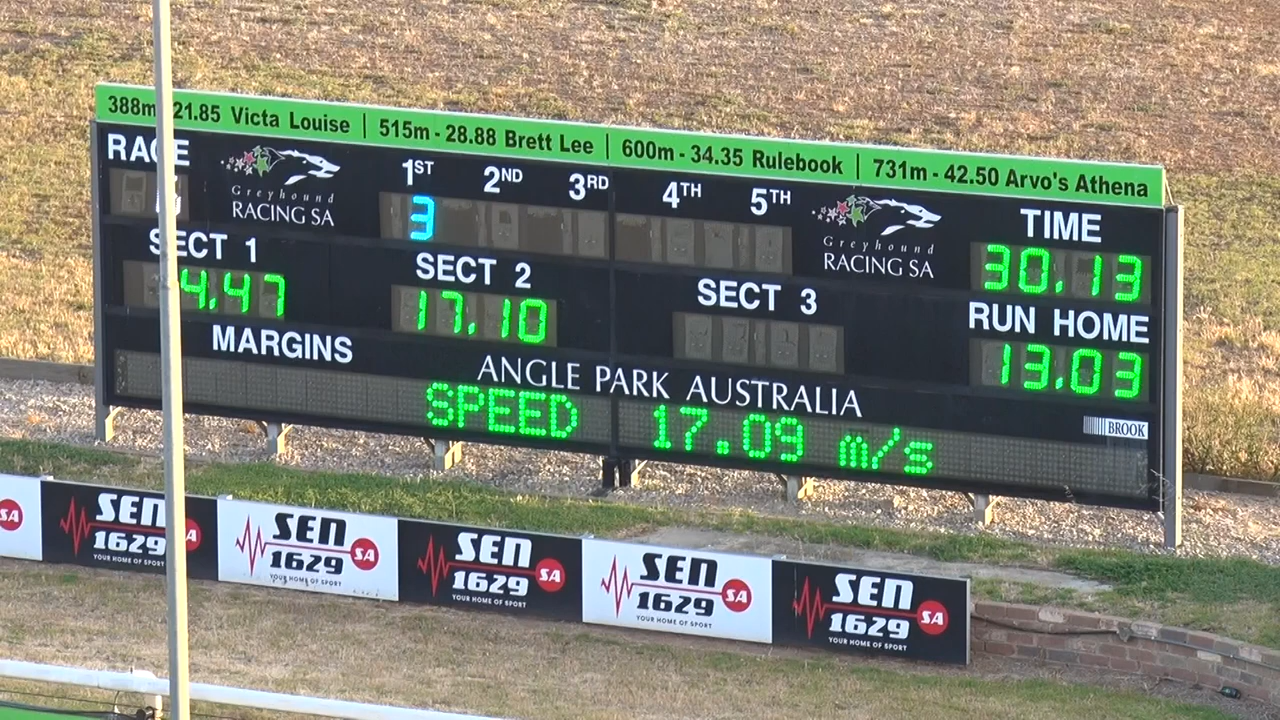 388m 21.85 Victa Louise | 515m - 28.88 Brett Lee | 600m - 34.35 Rulebook | 731m - 42.50 Arvo's Athena
RACE
Greyhound
RACING SA
1ST 2ND 3RD 4TH 5TH
3
Greyhound
RACING SA
TIME
30.13
SECT 1
4.47
SECT 2
17.10
SECT 3
RUN HOME
13.03
MARGINS
ANGLE PARK AUSTRALIA
SPEED 17.09 m/s
BROOK
SA
SEN
1629 SA
YOUR HOME OF SPORT
SEN
1629 SA
YOUR HOME OF SPORT
SEN
1629 SA
YOUR HOME OF SPORT
SEN
1629 SA
YOUR HOME OF SPORT
SEN
1629 SA
YOUR HOME OF SPORT